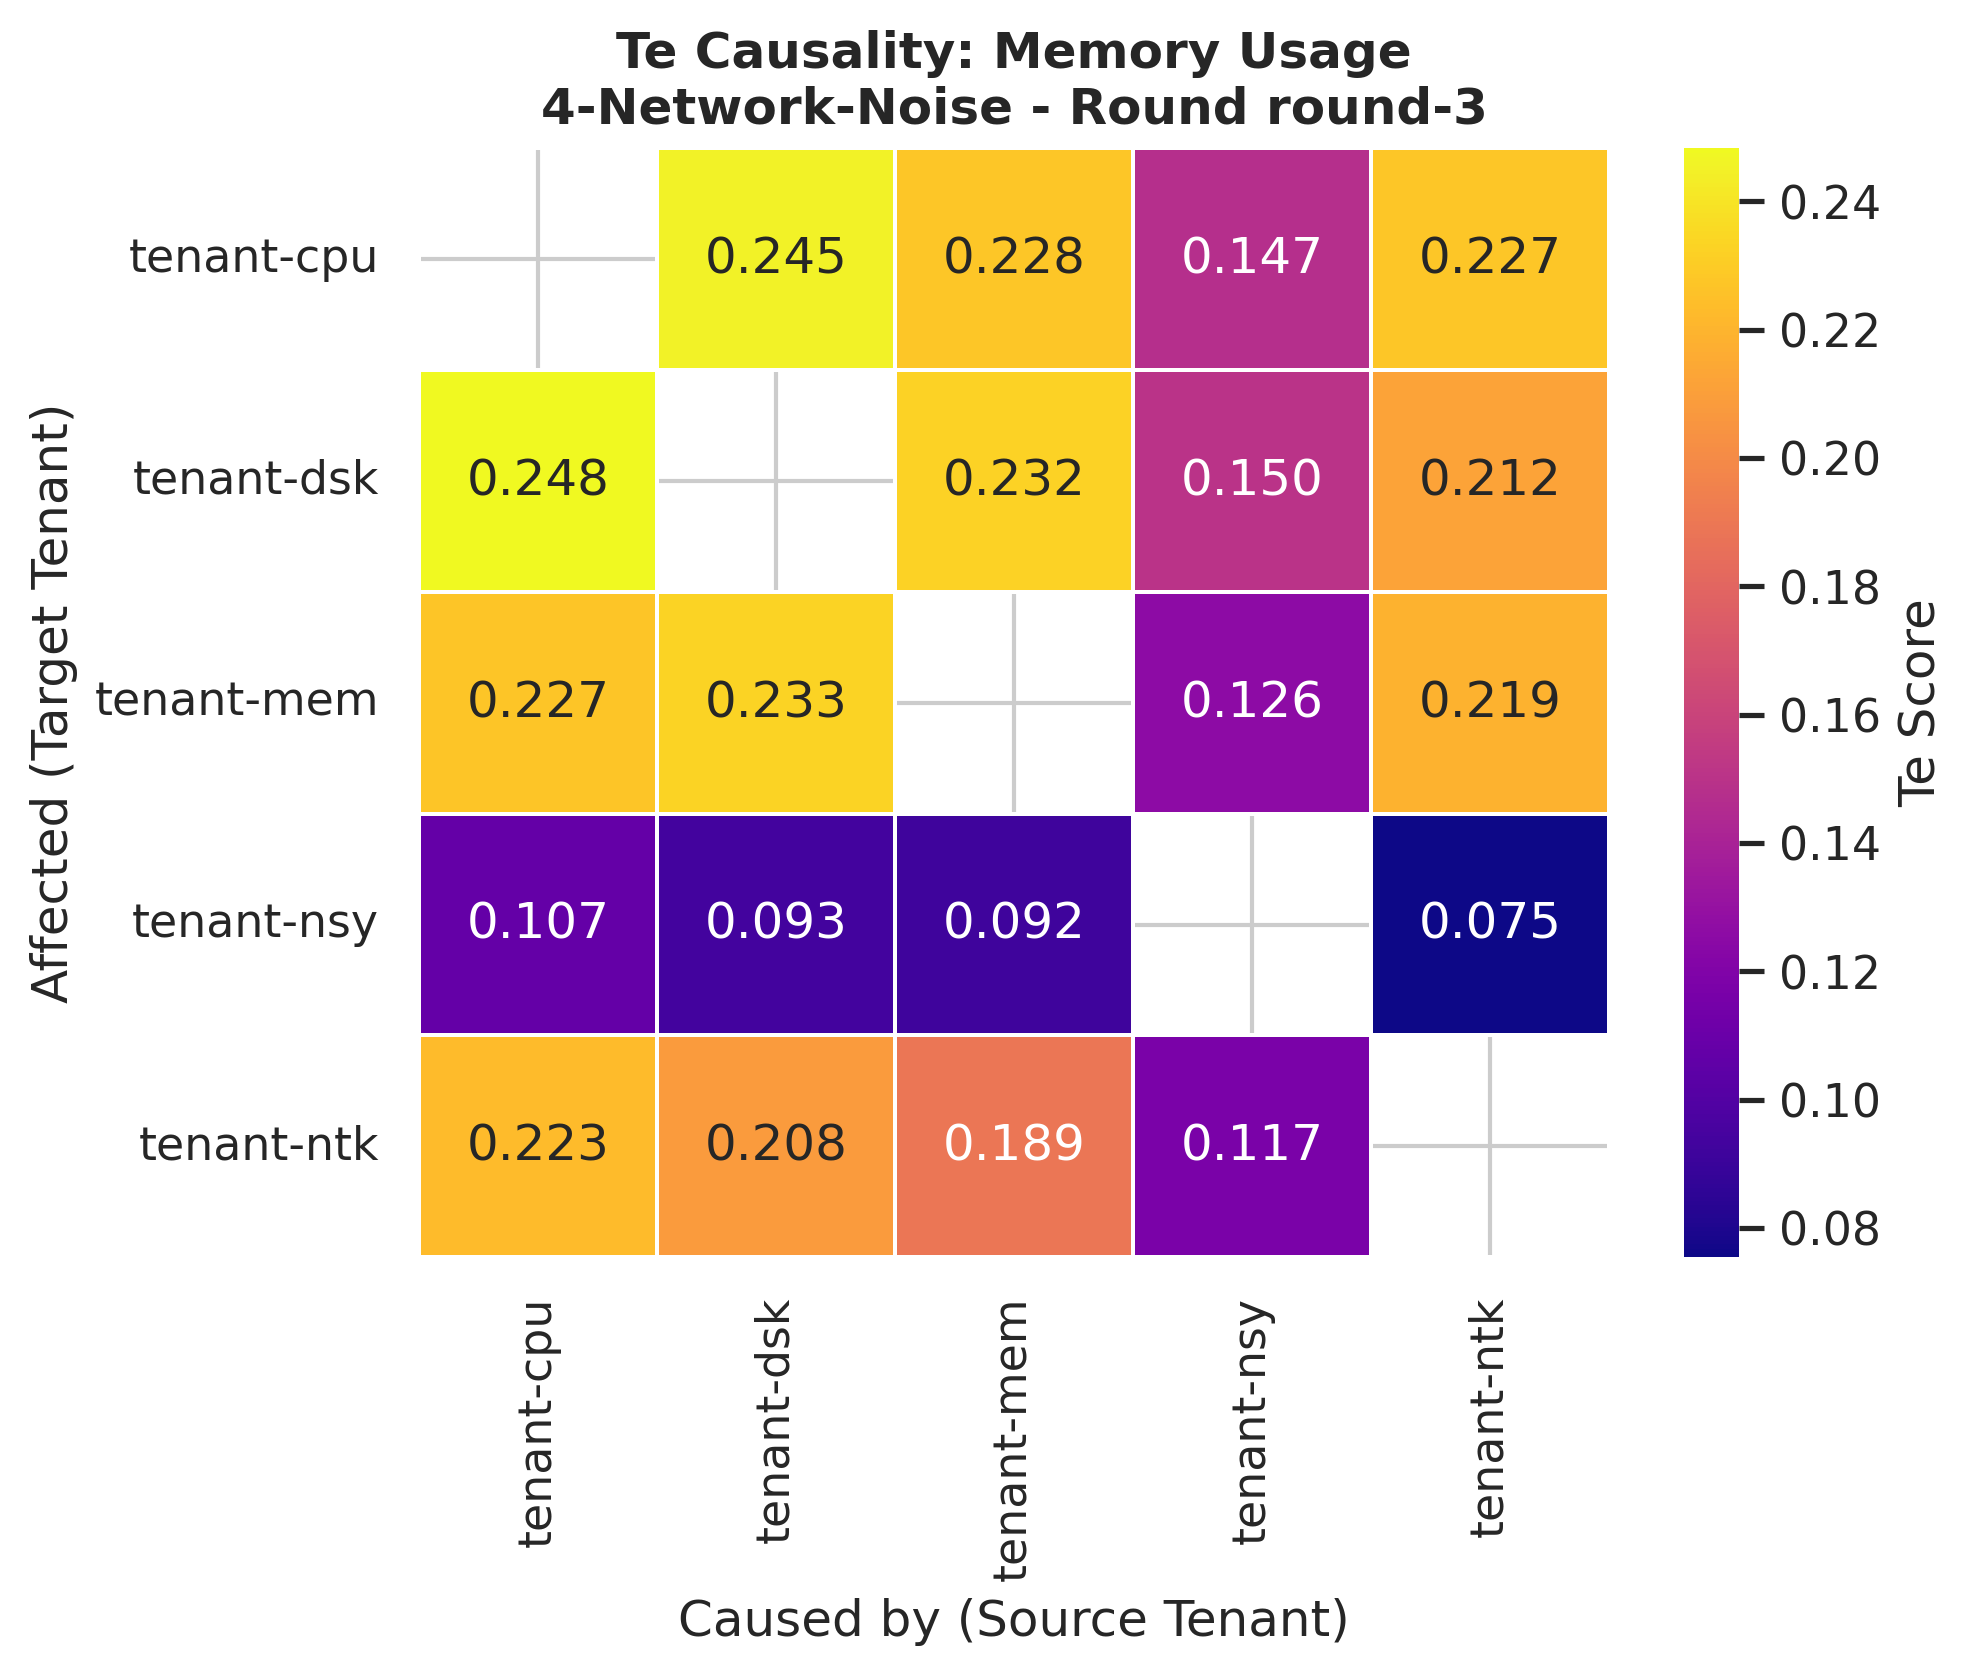 Te Causality: Memory Usage
4-Network-Noise - Round round-3
Affected (Target Tenant)
tenant-cpu 0.245 0.228 0.147 0.227
tenant-dsk 0.248 0.232 0.150 0.212
tenant-mem 0.227 0.233 0.126 0.219
tenant-nsy 0.107 0.093 0.092 0.075
tenant-ntk 0.223 0.208 0.189 0.117
tenant-cpu tenant-dsk tenant-mem tenant-nsy tenant-ntk
Caused by (Source Tenant)
0.24
0.22
0.20
0.18
0.16
0.14
0.12
0.10
0.08
Te Score